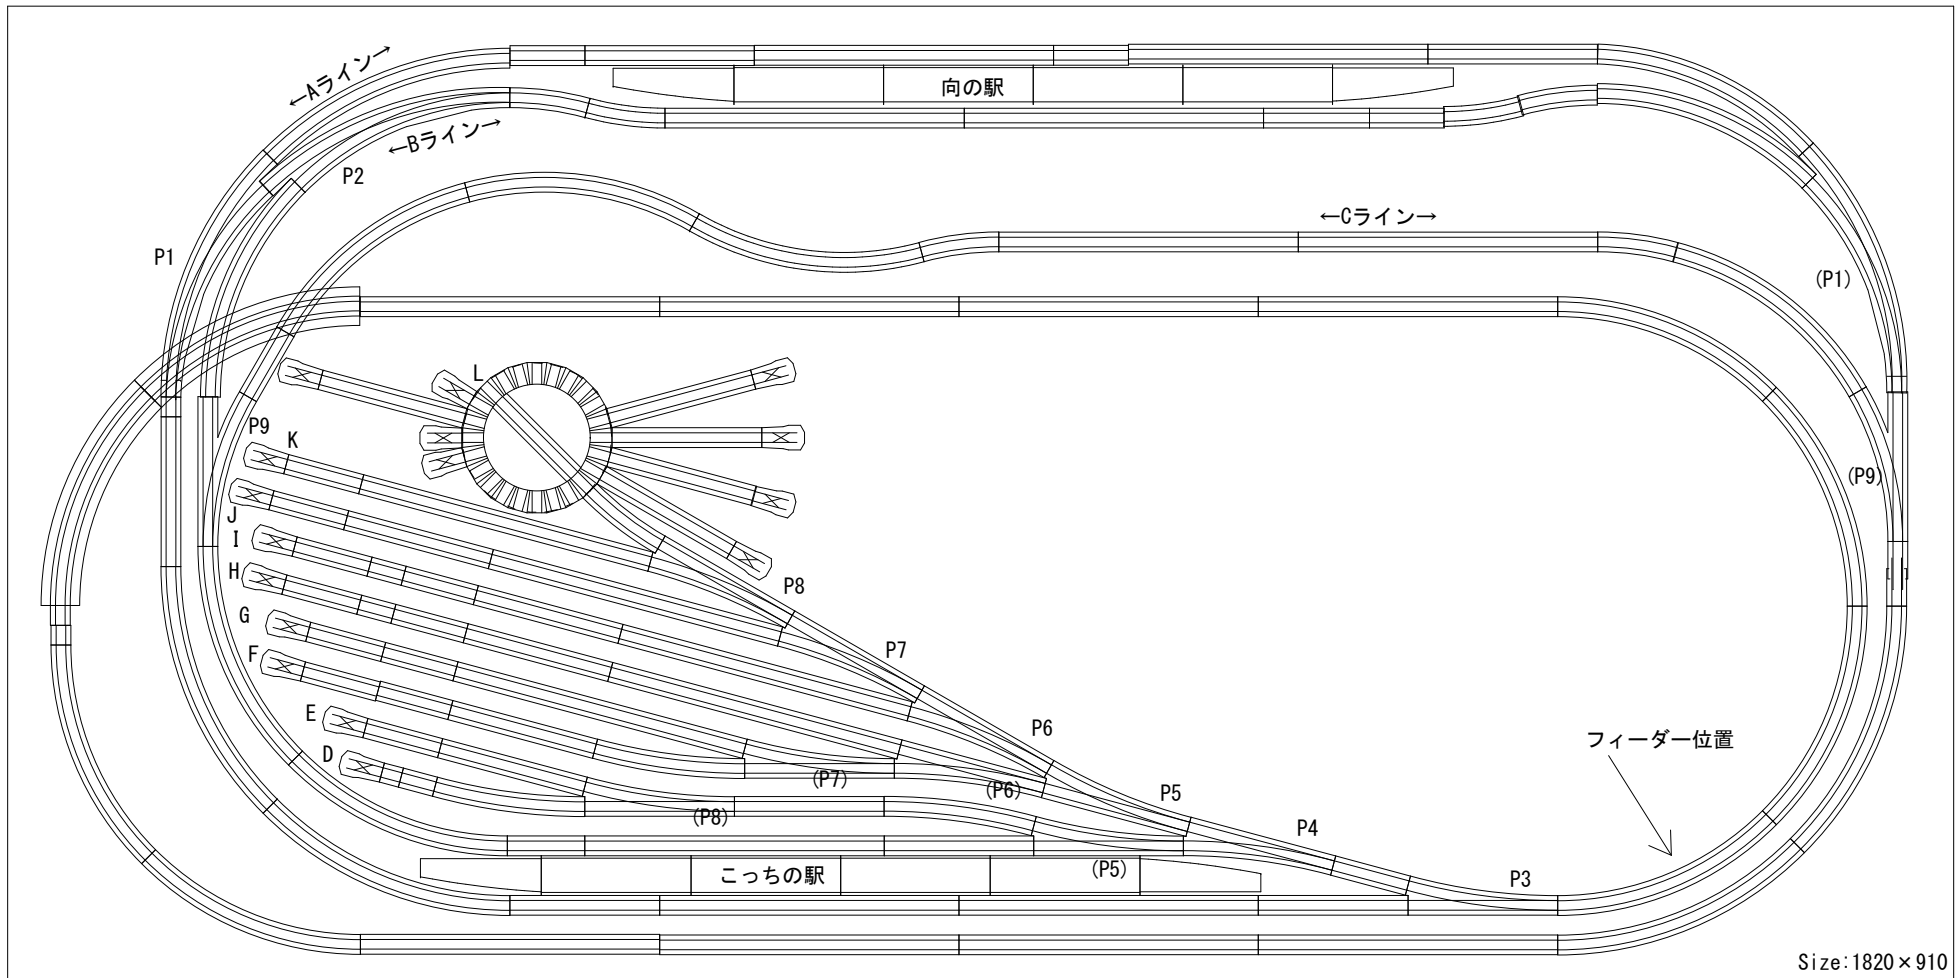 ←Aライン→
向の駅
←Bライン→
P2
←Cライン→
P1
(P1)
L
P9
K
(P9)
J
I
H
P8
G
F
P7
E
P6
D
フィーダー位置
(P7)
(P6)
P5
(P8)
P4
こっちの駅
(P5)
P3
Size:1820×910